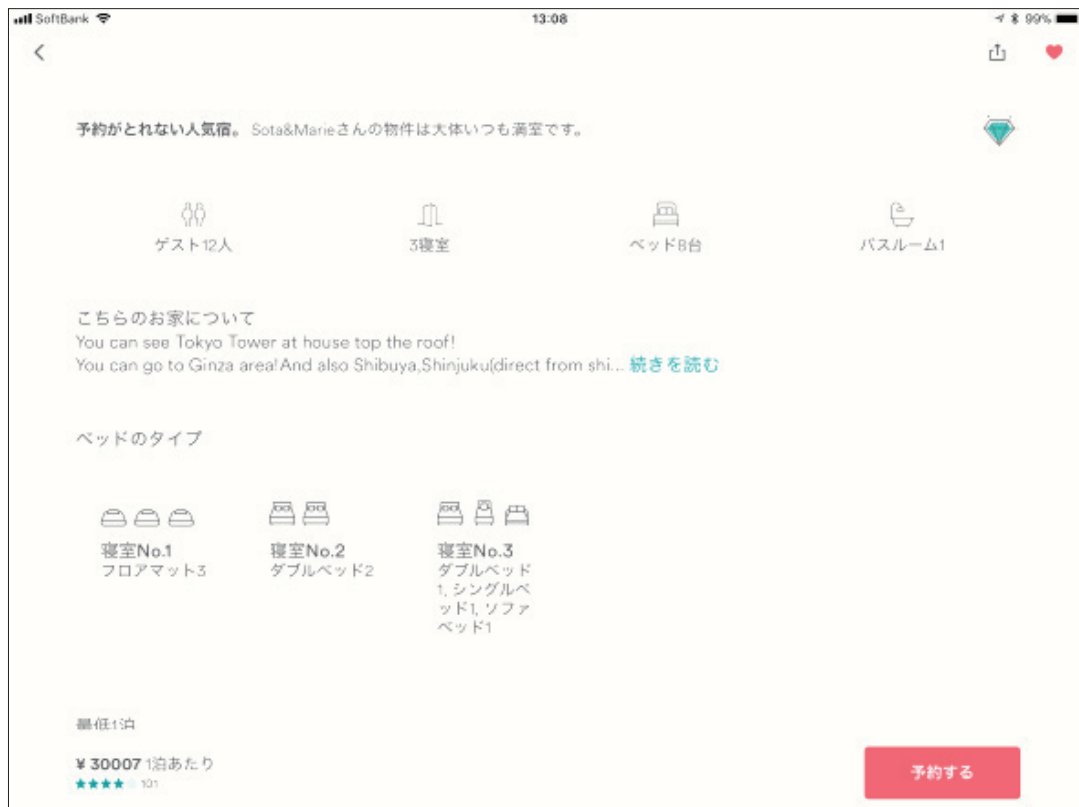 SoftBank 13:08 99%
予約がとれない人気宿。 Sota&Marieさんの物件は大体いつも満室です。
ゲスト12人 3寝室 ベッド8台 バスルーム1
こちらのお家について
You can see Tokyo Tower at house top the roof!
You can go to Ginza area!And also Shibuya,Shinjuku(direct from shi... 続きを読む
ベッドのタイプ
寝室No.1 寝室No.2 寝室No.3
フロアマット3 ダブルベッド2 ダブルベッド
1, シングルベ
ッド1, ソファ
ベッド1
最低1泊
¥ 30007 1泊あたり
101
予約する